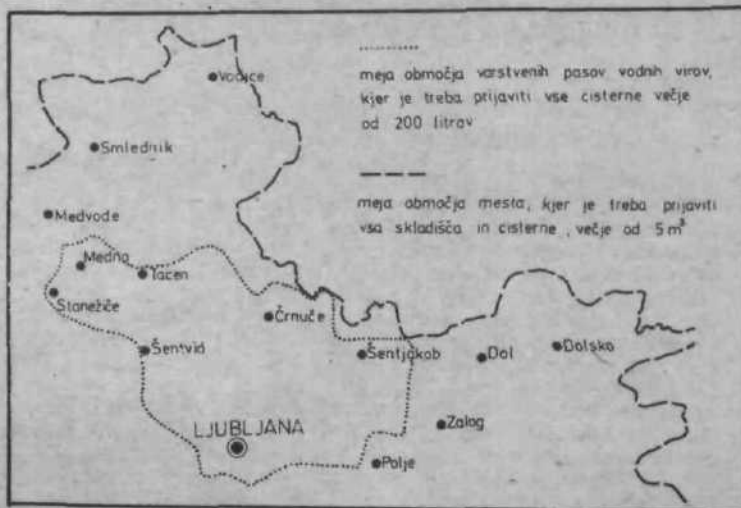 Vodice
meja območja varstvenih pasov vodnih virov,
kjer je treba prijaviti vse cisterne večje
od 200 litrov
Smlednik
meja območja mesta, kjer je treba prijaviti
vsa skladišča in cisterne, večje od 5m³
Medvode
Medno
Tacen
Stanežiče
Črnuče
Šentvid
Šentjakob
Dol
Dolsko
LJUBLJANA
Zalog
Polje